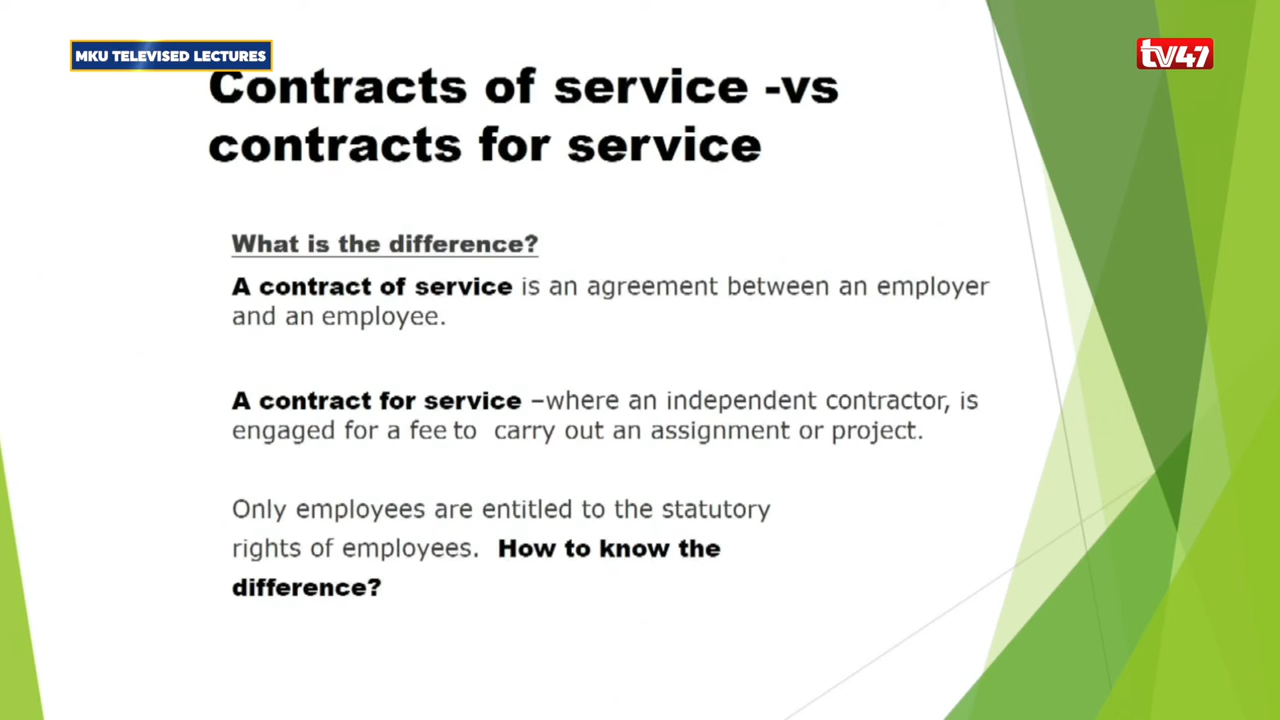 MKU TELEVISED LECTURES
tv47
Contracts of service -vs
contracts for service
What is the difference?
A contract of service is an agreement between an employer
and an employee.
A contract for service –where an independent contractor, is
engaged for a fee to carry out an assignment or project.
Only employees are entitled to the statutory
rights of employees. How to know the
difference?